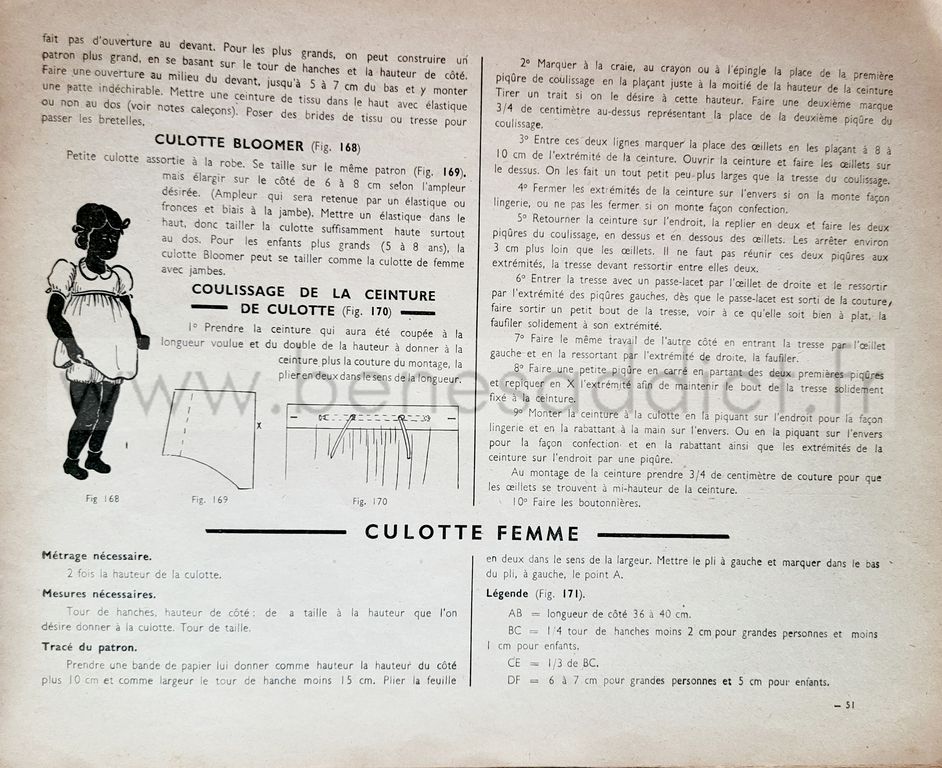 fait pas d'ouverture au devant. Pour les plus grands, on peut construire un
patron plus grand, en se basant sur le tour de hanches et la hauteur de côté.
Faire une ouverture au milieu du devant, jusqu'à 5 à 7 cm du bas et y monter
une patte indéchirable. Mettre une ceinture de tissu dans le haut avec élastique
ou non au dos (voir notes caleçons). Poser des brides de tissu ou tresse pour
passer les bretelles.
CULOTTE BLOOMER (Fig. 168)
Petite culotte assortie à la robe. Se taille sur le même patron (Fig. 169),
mais élargir sur le côté de 6 à 8 cm selon l'ampleur
désirée. (Ampleur qui sera retenue par un élastique ou
fronces et biais à la jambe). Mettre un élastique dans le
haut, donc tailler la culotte suffisamment haute surtout
au dos. Pour les enfants plus grands (5 à 8 ans), la
culotte Bloomer peut se tailler comme la culotte de femme
avec jambes.
COULISSAGE DE LA CEINTURE
DE CULOTTE (Fig. 170)
1º Prendre la ceinture qui aura été coupée à la
longueur voulue et du double de la hauteur à donner à la
ceinture plus la couture du montage, la
plier en deux dans le sens de la longueur.
X
Fig 168
Fig. 169
Fig. 170
2º Marquer à la craie, au crayon ou à l'épingle la place de la première
piqûre de coulissage en la plaçant juste à la moitié de la hauteur de la ceinture
Tirer un trait si on le désire à cette hauteur. Faire une deuxième marque
3/4 de centimètre au-dessus représentant la place de la deuxième piqûre du
coulissage.
3º Entre ces deux lignes marquer la place des œillets en les plaçant à 8 à
10 cm de l'extrémité de la ceinture. Ouvrir la ceinture et faire les œillets sur
le dessus. On les fait un tout petit peu plus larges que la tresse du coulissage.
4º Fermer les extrémités de la ceinture sur l'envers si on la monte façon
lingerie, ou ne pas les fermer si on monte façon confection.
5º Retourner la ceinture sur l'endroit, la replier en deux et faire les deux
piqûres du coulissage, en dessus et en dessous des œillets. Les arrêter environ
3 cm plus loin que les œillets. Il ne faut pas réunir ces deux piqûres aux
extrémités, la tresse devant ressortir entre elles deux.
6º Entrer la tresse avec un passe-lacet par l'œillet de droite et le ressortir
par l'extrémité des piqûres gauches, dès que le passe-lacet est sorti de la couture,
faire sortir un petit bout de la tresse, voir à ce qu'elle soit bien à plat, la
faufiler solidement à son extrémité.
7º Faire le même travail de l'autre côté en entrant la tresse par l'œillet
gauche et en la ressortant par l'extrémité de droite, la faufiler.
8º Faire une petite piqûre en carré en partant des deux premières piqûres
et repiquer en X l'extrémité afin de maintenir le bout de la tresse solidement
fixé à la ceinture.
9º Monter la ceinture à la culotte en la piquant sur l'endroit pour la façon
lingerie et en la rabattant à la main sur l'envers. Ou en la piquant sur l'envers
pour la façon confection et en la rabattant ainsi que les extrémités de la
ceinture sur l'endroit par une piqûre.
Au montage de la ceinture prendre 3/4 de centimètre de couture pour que
les œillets se trouvent à mi-hauteur de la ceinture.
10º Faire les boutonnières.
CULOTTE FEMME
Métrage nécessaire.
2 fois la hauteur de la culotte.
Mesures nécessaires.
Tour de hanches, hauteur de côté : de a taille à la hauteur que l'on
désire donner à la culotte. Tour de taille.
Tracé du patron.
Prendre une bande de papier lui donner comme hauteur la hauteur du côté
plus 10 cm et comme largeur le tour de hanche moins 15 cm. Plier la feuille
en deux dans le sens de la largeur. Mettre le pli à gauche et marquer dans le bas
du pli, à gauche, le point A.
Légende (Fig. 171).
AB = longueur de côté 36 à 40 cm.
BC = 1/4 tour de hanches moins 2 cm pour grandes personnes et moins
1 cm pour enfants.
CE = 1/3 de BC.
DF = 6 à 7 cm pour grandes personnes et 5 cm pour enfants.
— 51